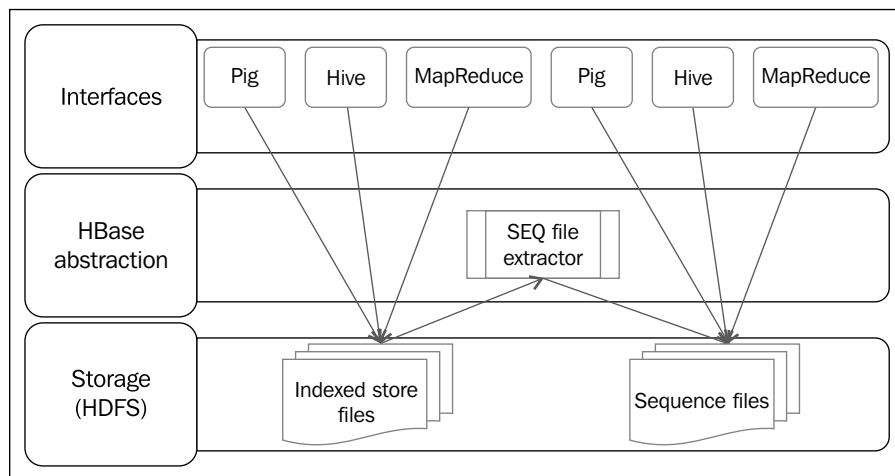 Interfaces
Pig
Hive
MapReduce
Pig
Hive
MapReduce
HBase
abstraction
SEQ file
extractor
Storage
(HDFS)
Indexed store
files
Sequence files